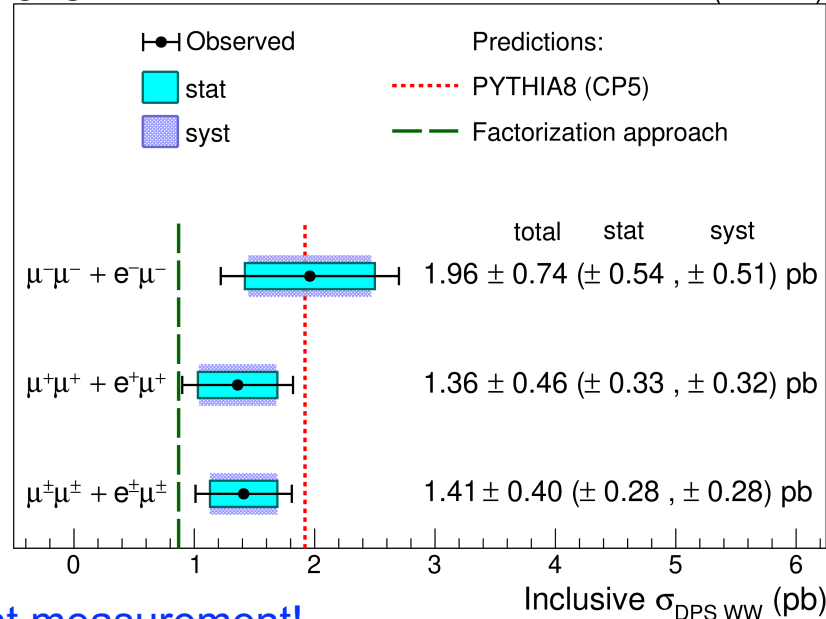 Observed Predictions:
stat PYTHIA8 (CP5)
syst Factorization approach
total stat syst
μ⁻μ⁻ + e⁻μ⁻ 1.96 ± 0.74 (± 0.54 , ± 0.51) pb
μ⁺μ⁺ + e⁺μ⁺ 1.36 ± 0.46 (± 0.33 , ± 0.32) pb
μ±μ± + e±μ± 1.41 ± 0.40 (± 0.28 , ± 0.28) pb
0 1 2 3 4 5 6
Inclusive σ_DPS WW (pb)
measurement!